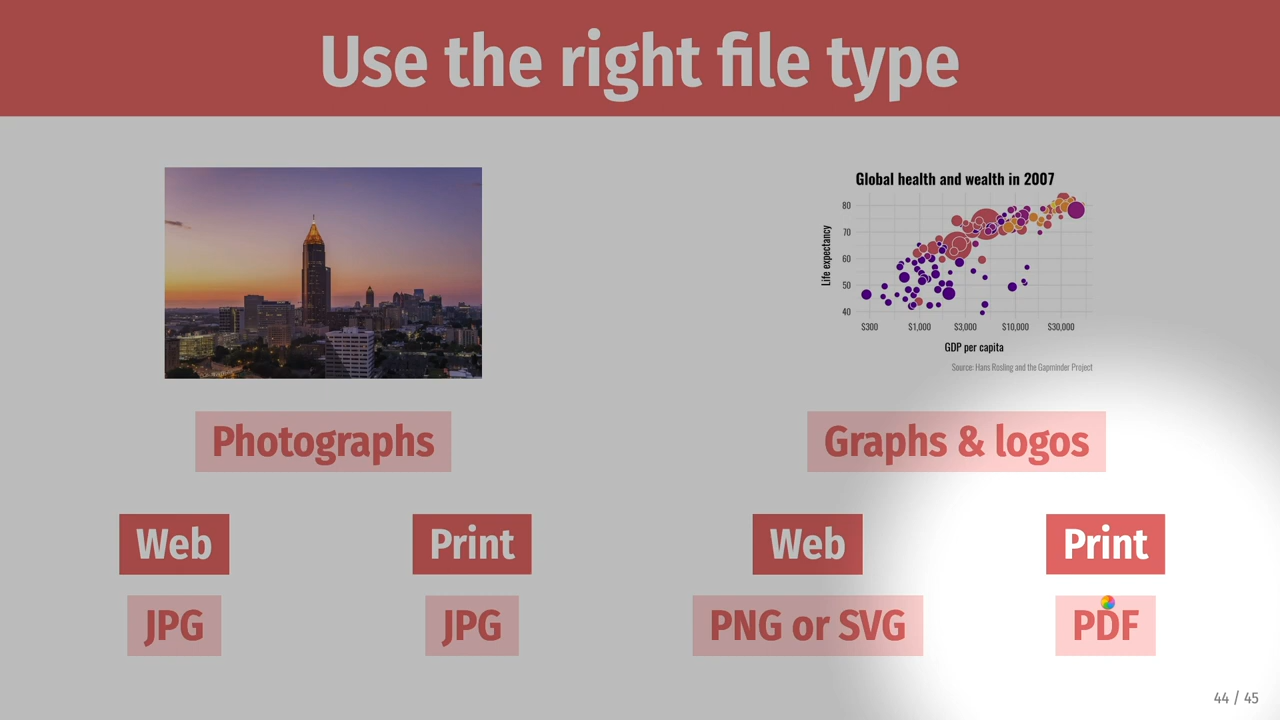 Use the right file type
Global health and wealth in 2007
Life expectancy
80
70
60
50
40
$300 $1,000 $3,000 $10,000 $30,000
GDP per capita
Source: Hans Rosling and the Gapminder Project
Photographs
Graphs & logos
Web Print Web Print
JPG JPG PNG or SVG PDF
44 / 45